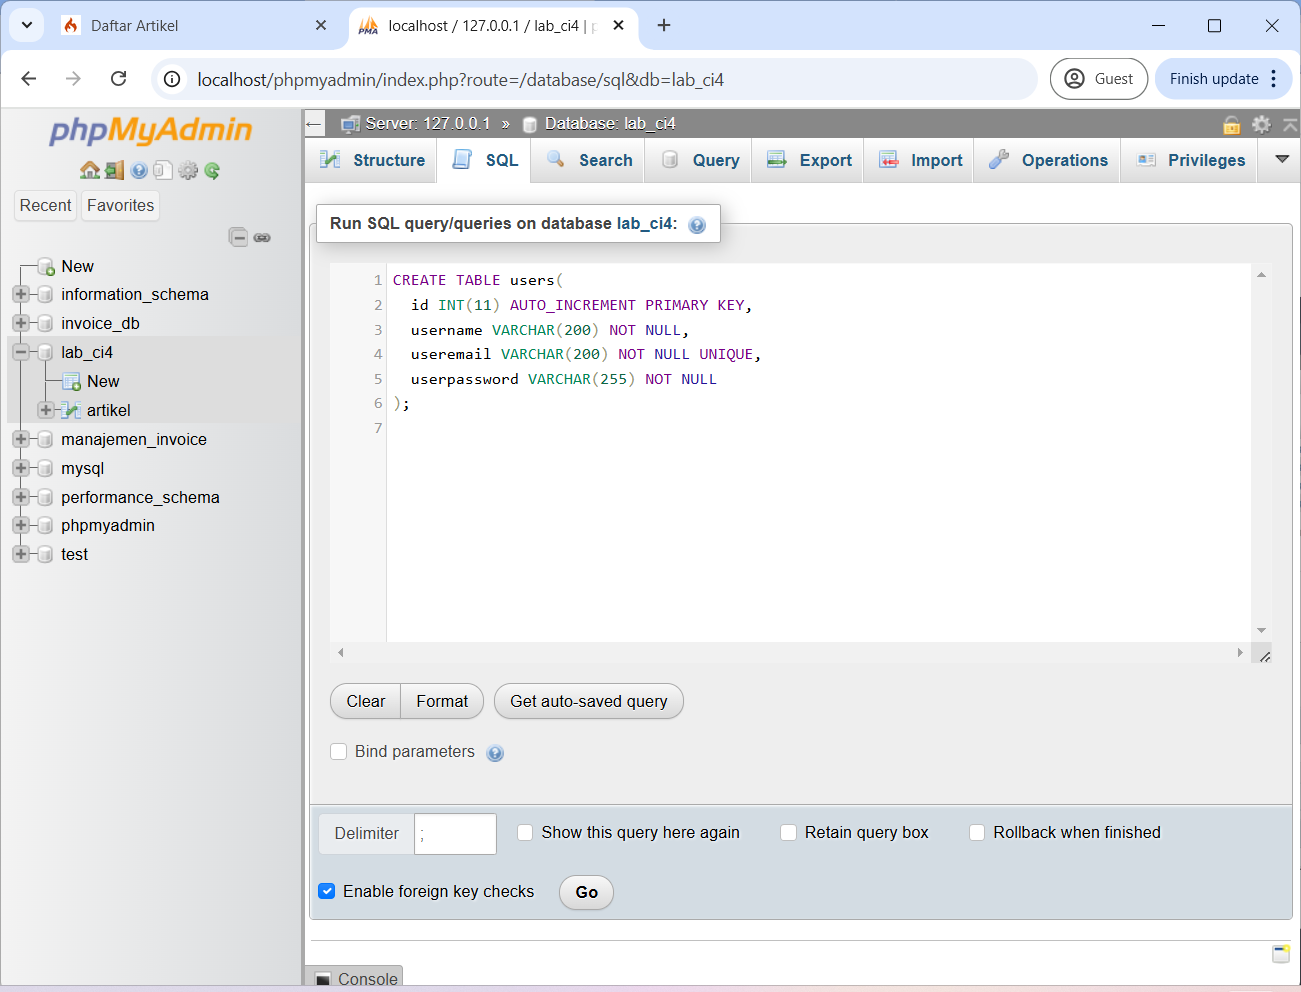 Daftar Artikel
localhost / 127.0.0.1 / lab_ci4 |
localhost/phpmyadmin/index.php?route=/database/sql&db=lab_ci4
Guest
Finish update
phpMyAdmin
Recent
Favorites
New
information_schema
invoice_db
lab_ci4
New
artikel
manajemen_invoice
mysql
performance_schema
phpmyadmin
test
Server: 127.0.0.1 » Database: lab_ci4
Structure
SQL
Search
Query
Export
Import
Operations
Privileges
Run SQL query/queries on database lab_ci4:
1 CREATE TABLE users(
2 id INT(11) AUTO_INCREMENT PRIMARY KEY,
3 username VARCHAR(200) NOT NULL,
4 useremail VARCHAR(200) NOT NULL UNIQUE,
5 userpassword VARCHAR(255) NOT NULL
6 );
7
Clear
Format
Get auto-saved query
Bind parameters
Delimiter
;
Show this query here again
Retain query box
Rollback when finished
Enable foreign key checks
Go
Console